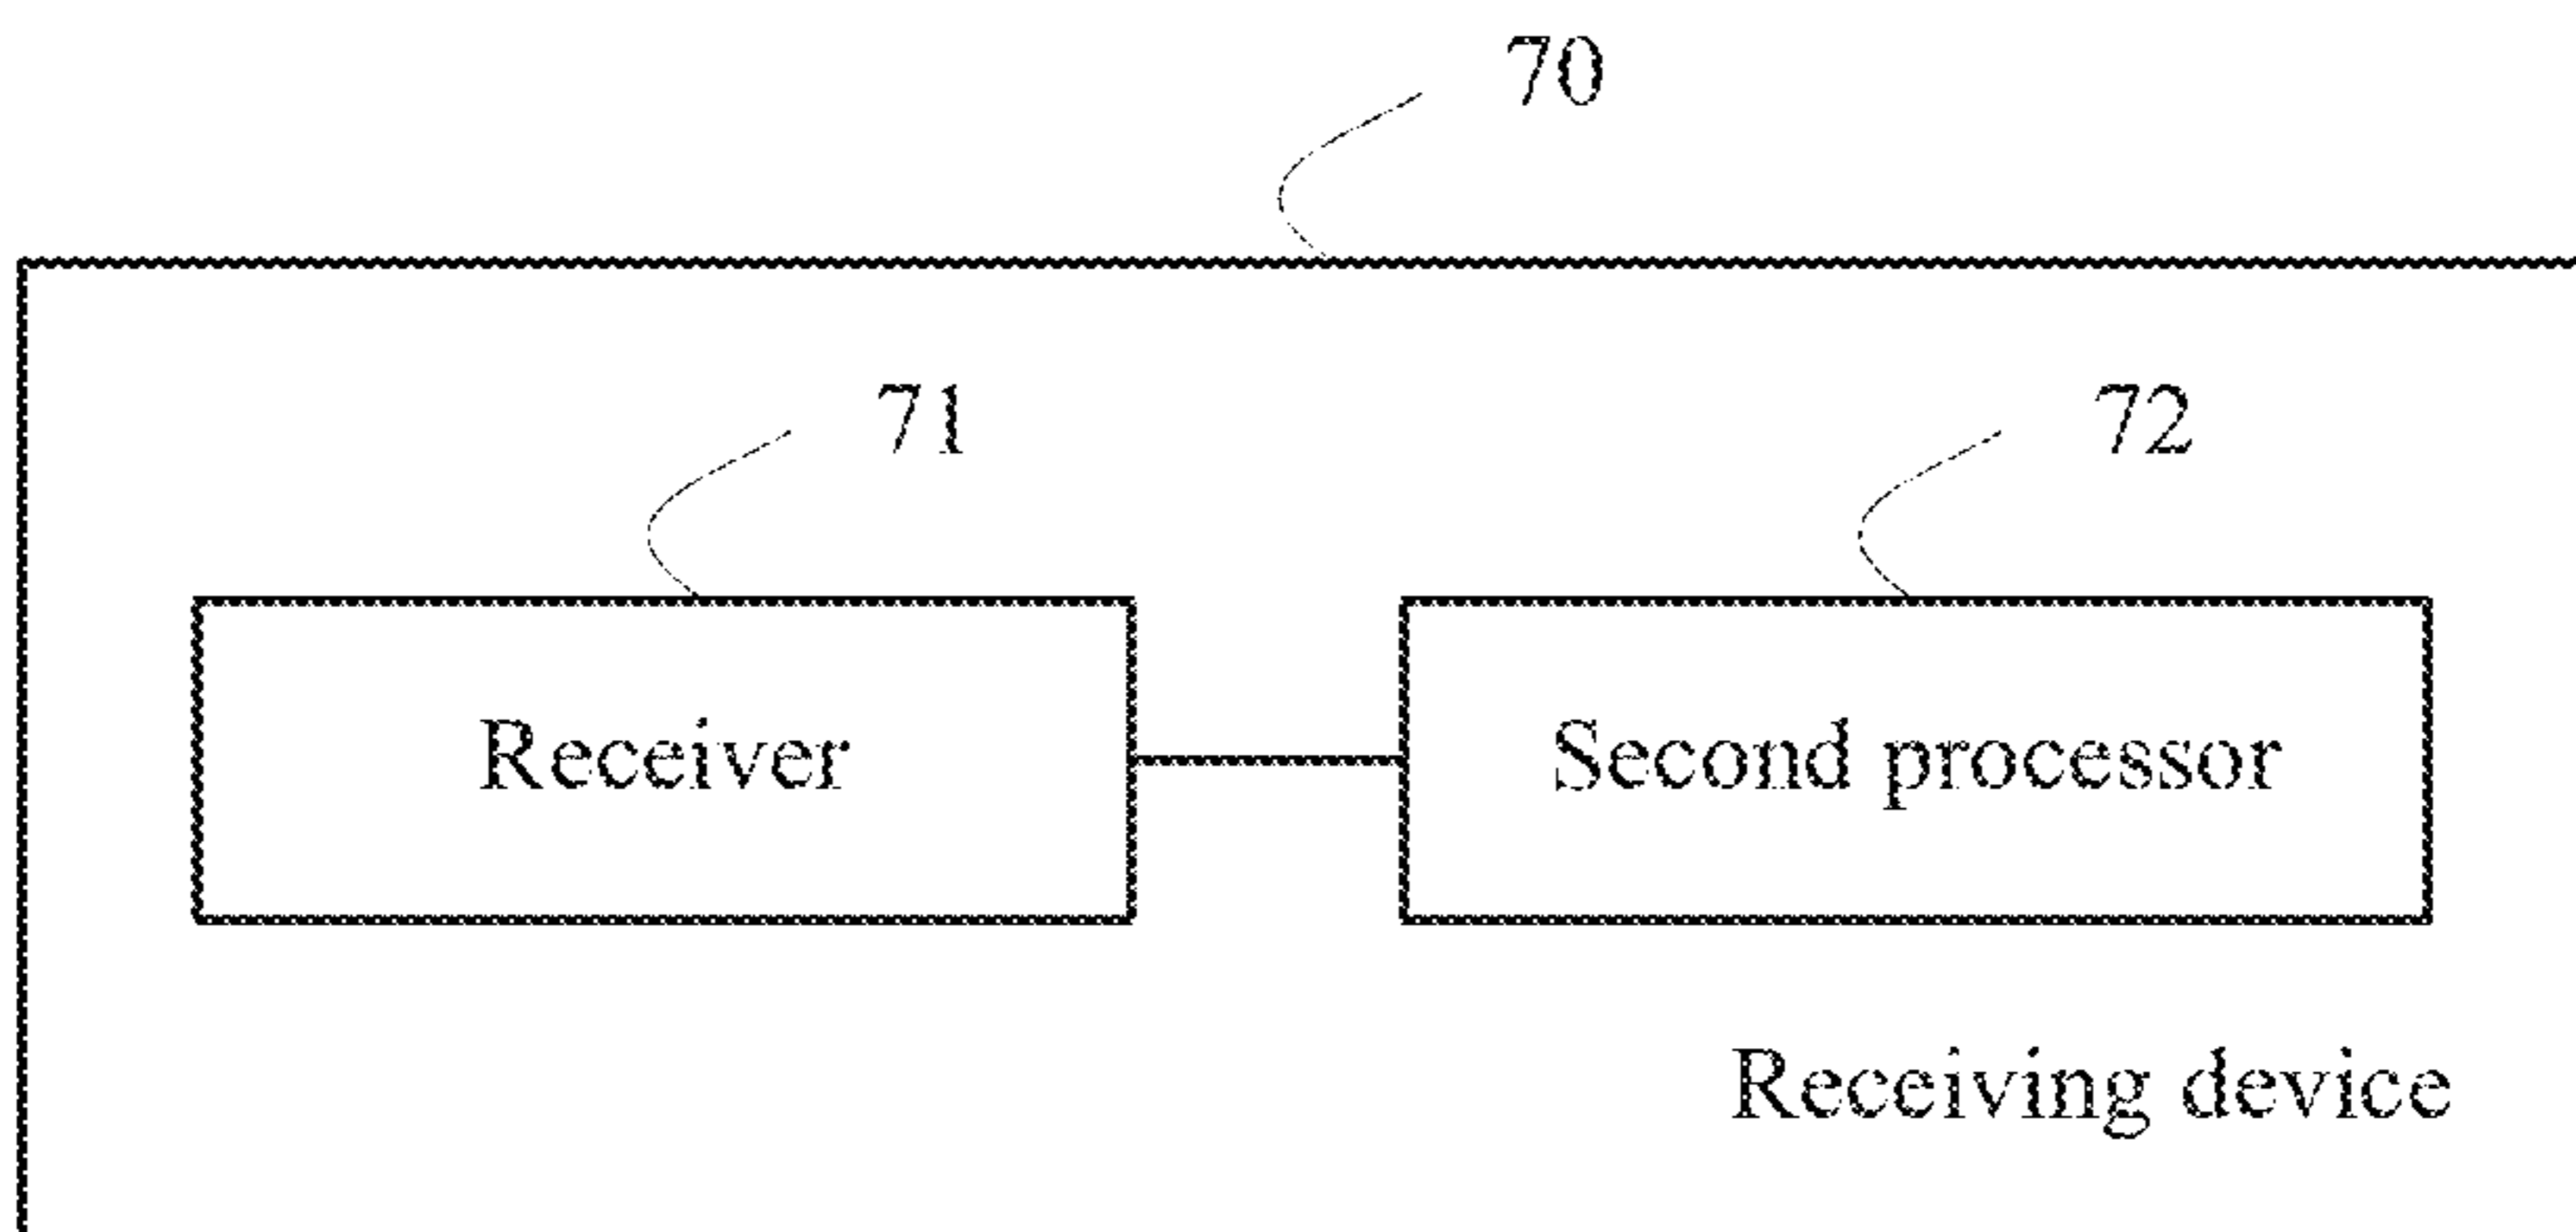 70
71
72
Receiver
Second processor
Receiving device